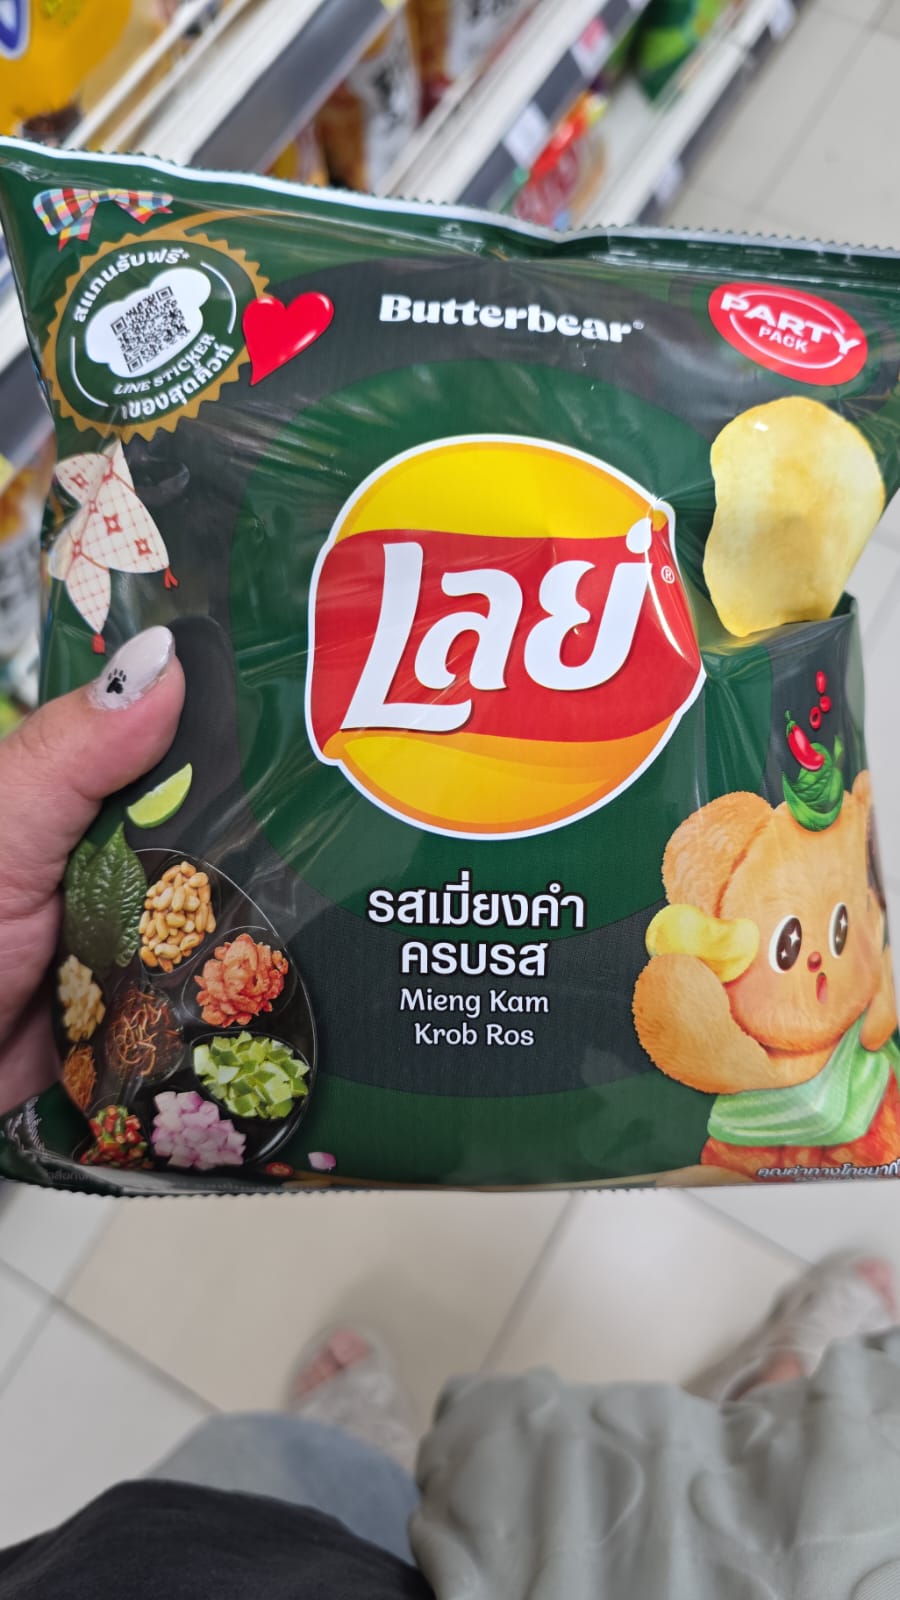 สแกนรับฟรี*
LINE STICKER
เของสุดคิ้วท์
Butterbear®
PARTY
PACK
เลย์®
รสเมี่ยงคำ
ครบรส
Mieng Kam
Krob Ros